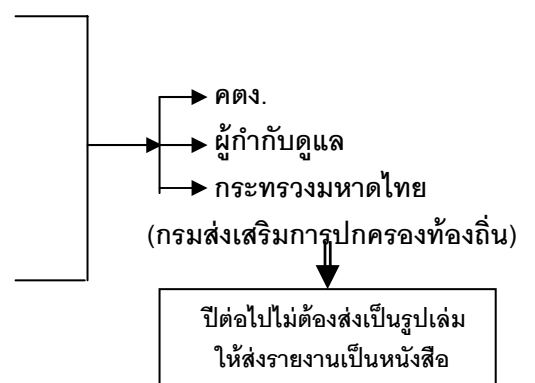 คตง.
ผู้กำกับดูแล
กระทรวงมหาดไทย
(กรมส่งเสริมการปกครองท้องถิ่น)
ปีต่อไปไม่ต้องส่งเป็นรูปเล่ม
ให้ส่งรายงานเป็นหนังสือ